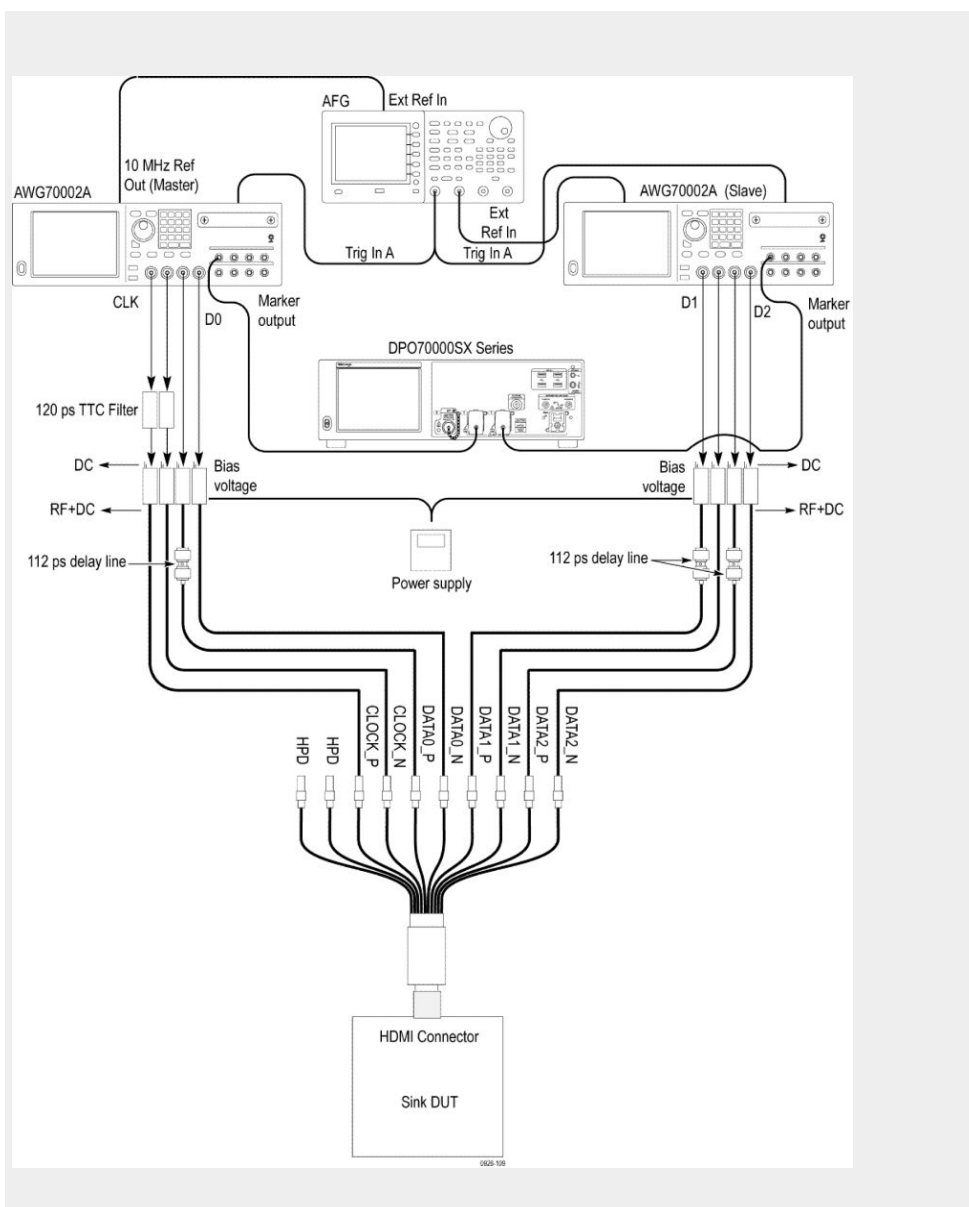 AFG
Ext Ref In
10 MHz Ref
Out (Master)
AWG70002A
AWG70002A (Slave)
Ext
Ref In
Trig In A
Trig In A
CLK
D0
Marker
output
D1
D2
Marker
output
DPO70000SX Series
120 ps TTC Filter
DC
Bias
voltage
Bias
voltage
DC
RF+DC
RF+DC
112 ps delay line
112 ps delay line
Power supply
HPD
HPD
CLOCK_P
CLOCK_N
DATA0_P
DATA0_N
DATA1_P
DATA1_N
DATA2_P
DATA2_N
HDMI Connector
Sink DUT
0926-109